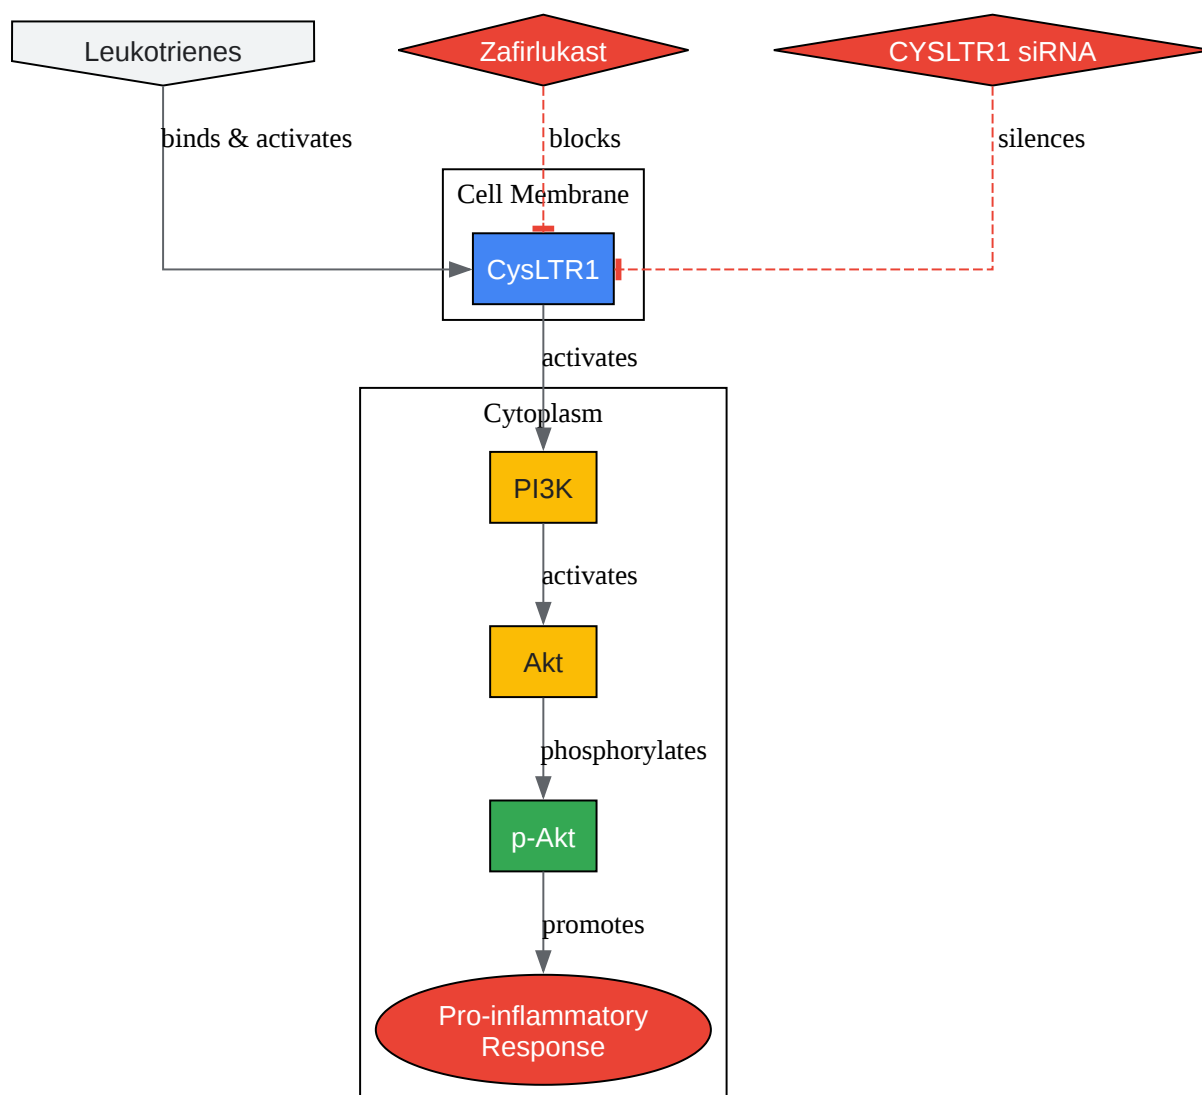 Leukotrienes
Zafirlukast
CYSLTR1 siRNA
binds & activates
blocks
silences
Cell Membrane
CysLTR1
activates
Cytoplasm
PI3K
activates
Akt
phosphorylates
p-Akt
promotes
Pro-inflammatory
Response